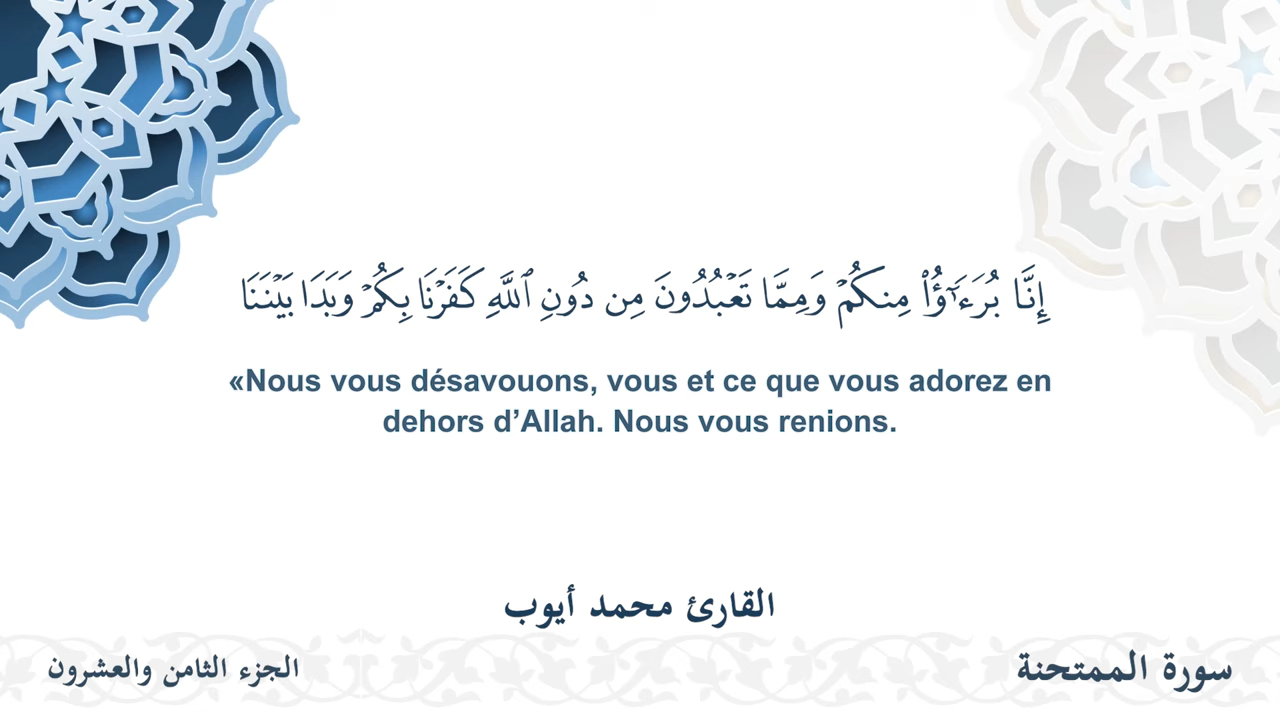 إِنَّا بُرَءَٰٓؤُاْ مِنكُمۡ وَمِمَّا تَعۡبُدُونَ مِن دُونِ ٱللَّهِ كَفَرۡنَا بِكُمۡ وَبَدَا بَيۡنَنَا
«Nous vous désavouons, vous et ce que vous adorez en
dehors d’Allah. Nous vous renions.
القارئ محمد أيوب
سورة الممتحنة
الجزء الثامن والعشرون